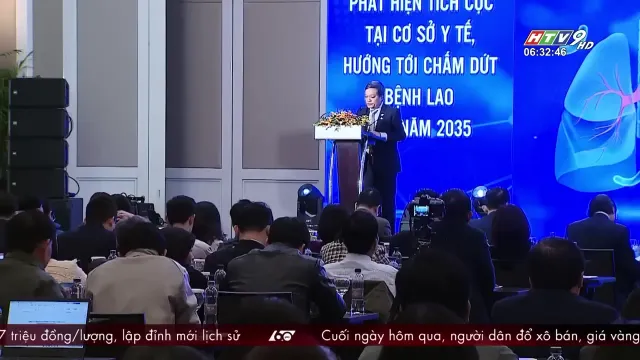 PHÁT HIỆN TÍCH CỰC
TẠI CƠ SỞ Y TẾ,
HƯỚNG TỚI CHẤM DỨT
BỆNH LAO
NĂM 2035
HTV9 HD
06:32:46
7 triệu đồng/lượng, lập đỉnh mới lịch sử
60
Cuối ngày hôm qua, người dân đổ xô bán, giá vàng